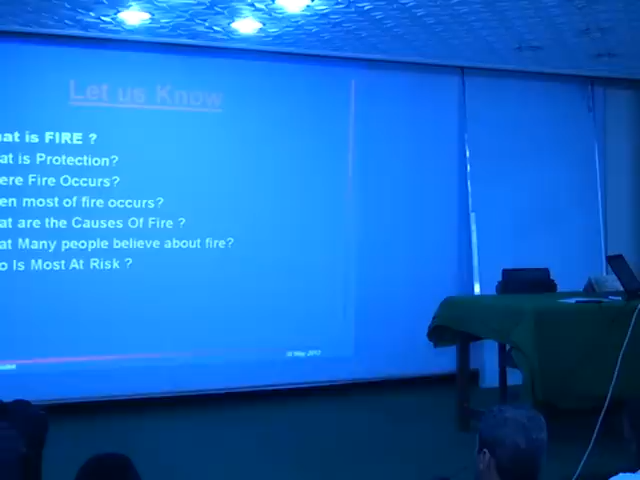 Let us Know
at is FIRE ?
at is Protection?
ere Fire Occurs?
en most of fire occurs?
at are the Causes Of Fire ?
at Many people believe about fire?
o Is Most At Risk ?